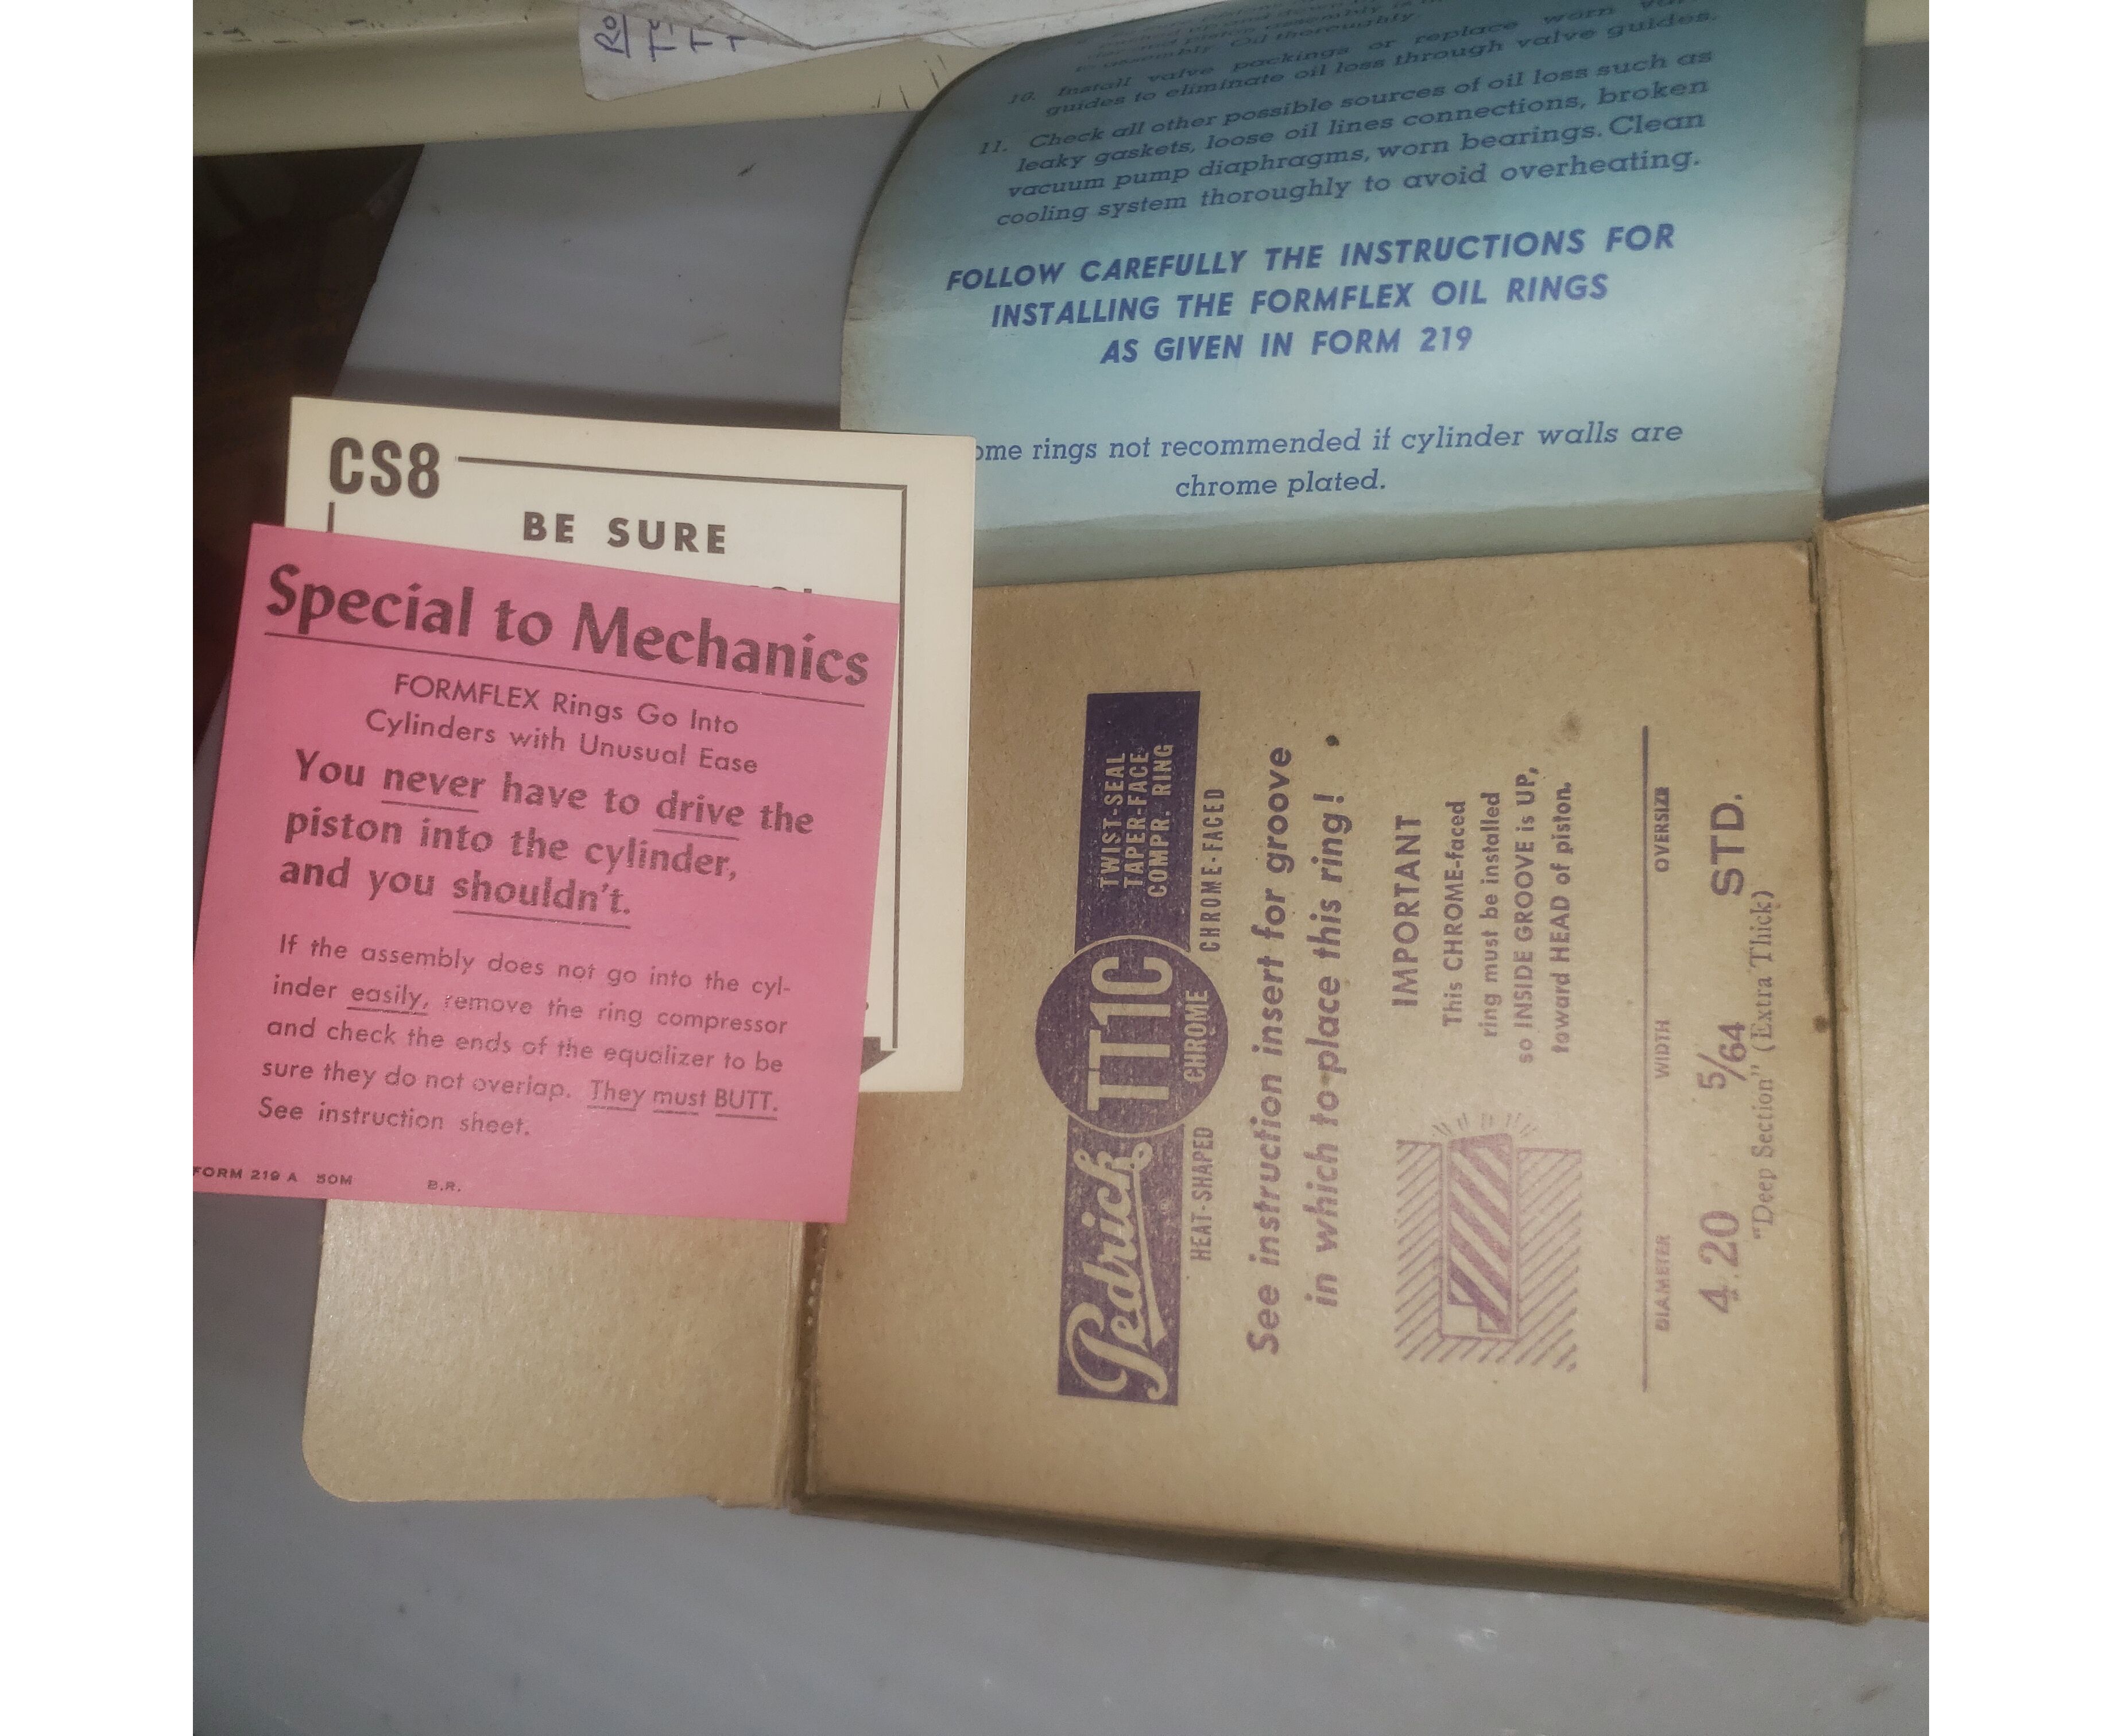 10. Install valve packings or replace worn
guides to eliminate oil loss through valve guides.
11. Check all other possible sources of oil loss such as
leaky gaskets, loose oil lines connections, broken
vacuum pump diaphragms, worn bearings. Clean
cooling system thoroughly to avoid overheating.
FOLLOW CAREFULLY THE INSTRUCTIONS FOR
INSTALLING THE FORMFLEX OIL RINGS
AS GIVEN IN FORM 219
ome rings not recommended if cylinder walls are
chrome plated.
CS8
BE SURE
Special to Mechanics
FORMFLEX Rings Go Into
Cylinders with Unusual Ease
You never have to drive the
piston into the cylinder,
and you shouldn't.
If the assembly does not go into the cyl-
inder easily, remove the ring compressor
and check the ends of the equalizer to be
sure they do not overlap. They must BUTT.
See instruction sheet.
FORM 219 A 50M B.R.
Pedrick
TT1C
CHROME
TWIST-SEAL
TAPER-FACE
COMPR. RING
HEAT-SHAPED CHROME-FACED
See instruction insert for groove
in which to place this ring!
IMPORTANT
This CHROME-faced
ring must be installed
so INSIDE GROOVE is UP,
toward HEAD of piston.
DIAMETER WIDTH OVERSIZE
4.20 5/64 STD.
"Deep Section" (Extra Thick)